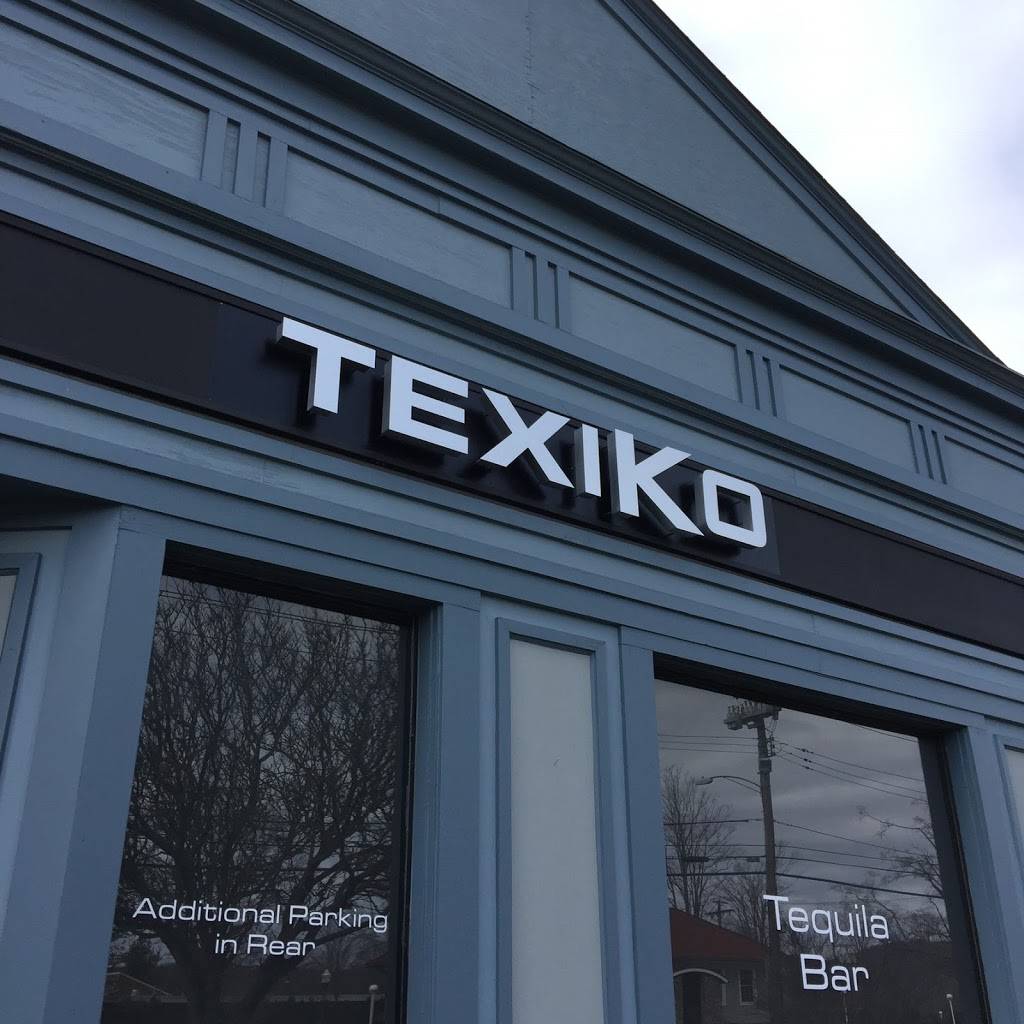 TEXIKO
Additional Parking
in Rear
Tequila
Bar